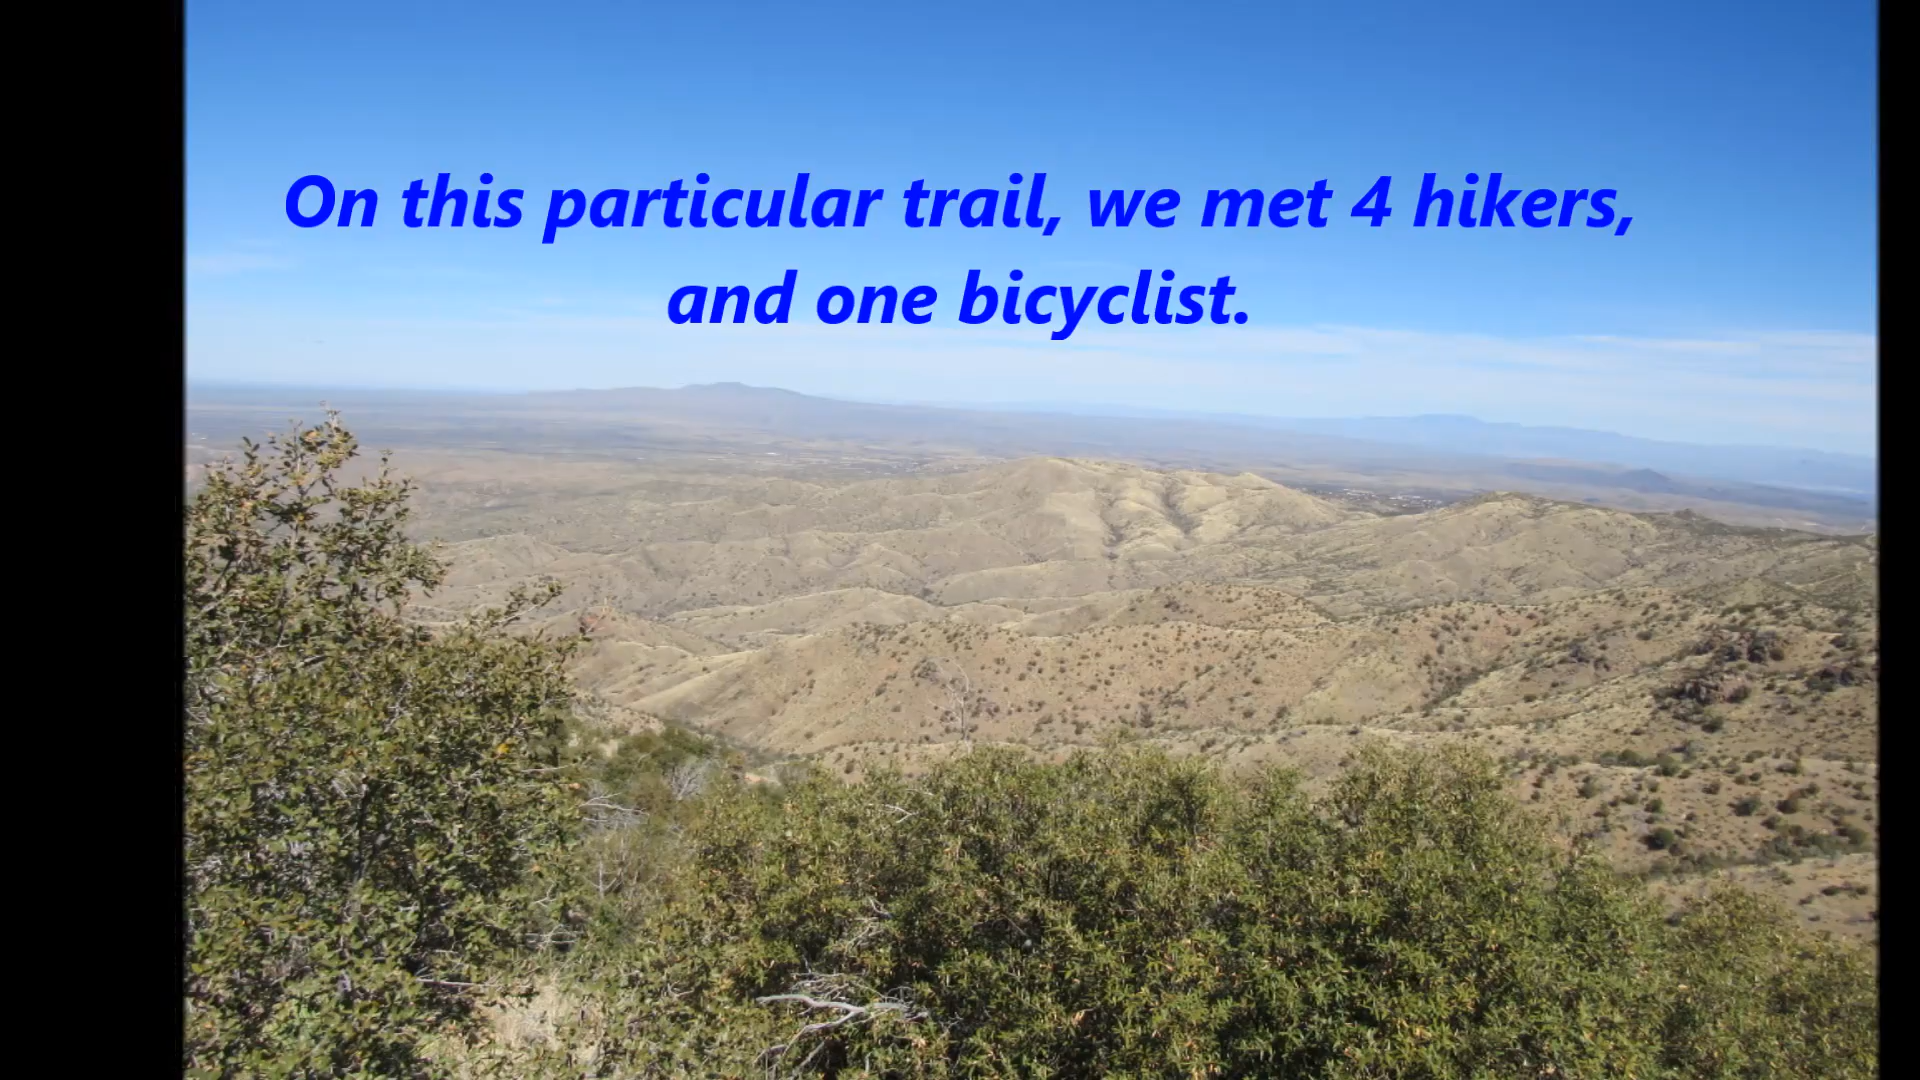 On this particular trail, we met 4 hikers,
and one bicyclist.